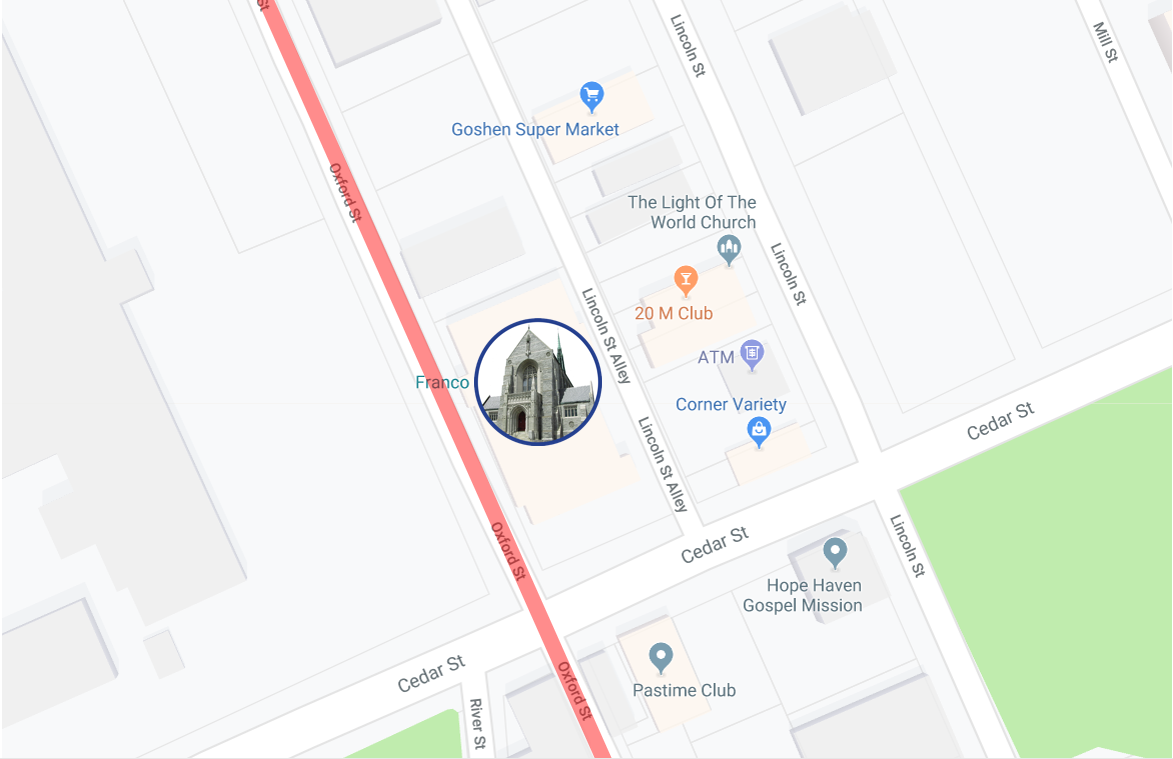 St
Lincoln St
Mill St
Goshen Super Market
Oxford St
The Light Of The
World Church
Lincoln St
20 M Club
Lincoln St Alley
ATM
Franco
Corner Variety
Cedar St
Lincoln St Alley
Oxford St
Cedar St
Lincoln St
Hope Haven
Gospel Mission
Cedar St
Oxford St
Pastime Club
River St